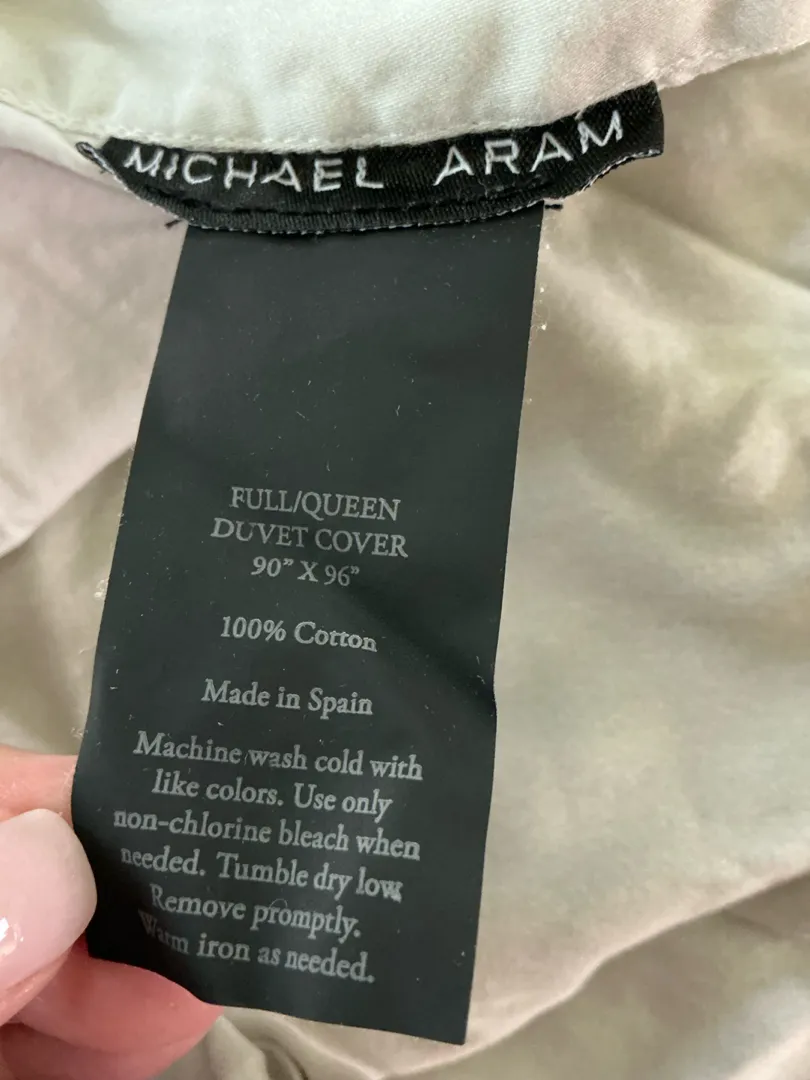 MICHAEL ARAM
FULL/QUEEN
DUVET COVER
90” X 96”
100% Cotton
Made in Spain
Machine wash cold with
like colors. Use only
non-chlorine bleach when
needed. Tumble dry low.
Remove promptly.
Warm iron as needed.